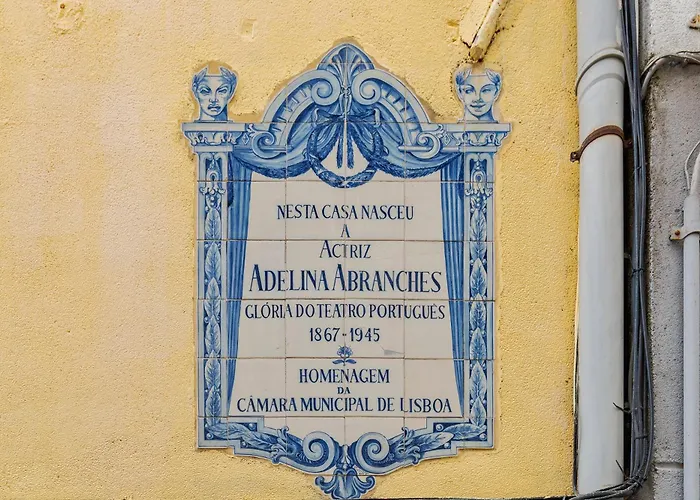 NESTA CASA NASCEU
A
ACTRIZ
ADELINA ABRANCHES
GLÓRIA DO TEATRO PORTUGUÊS
1867-1945
HOMENAGEM
DA
CÂMARA MUNICIPAL DE LISBOA